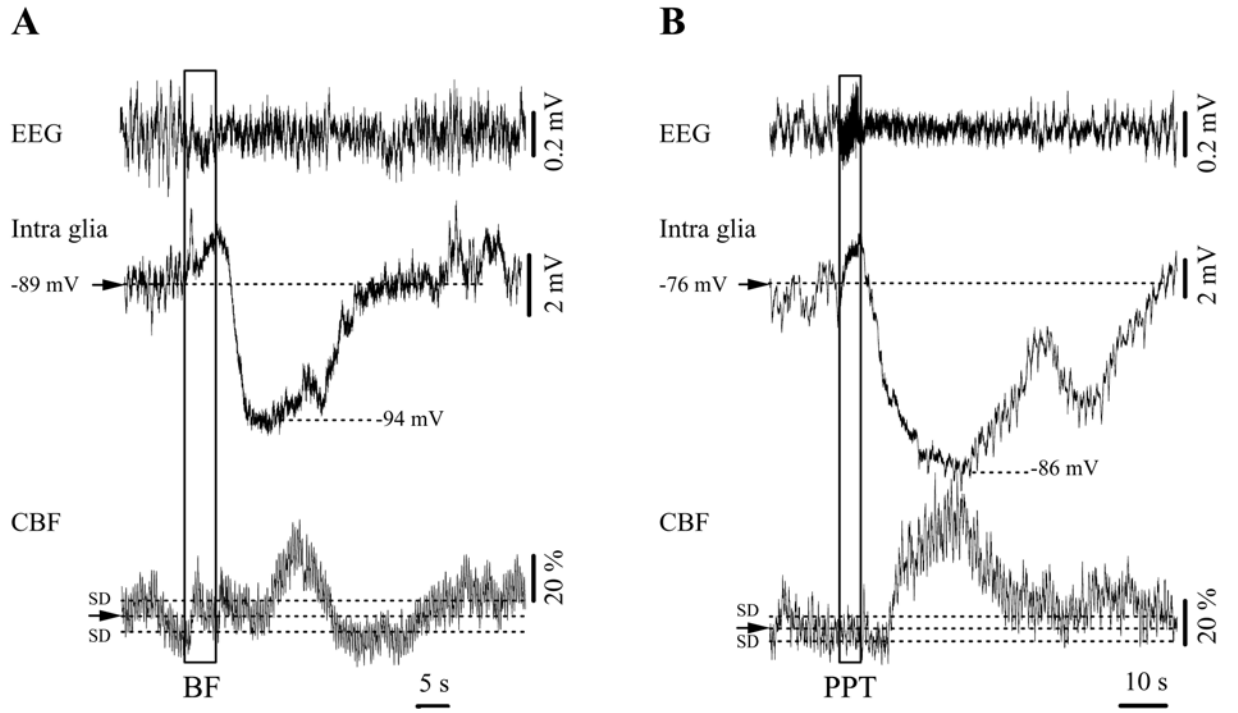 A
B
EEG
0.2 mV
EEG
0.2 mV
Intra glia
-89 mV
2 mV
-94 mV
Intra glia
-76 mV
2 mV
-86 mV
CBF
SD
SD
20 %
CBF
SD
SD
20 %
BF
5 s
PPT
10 s